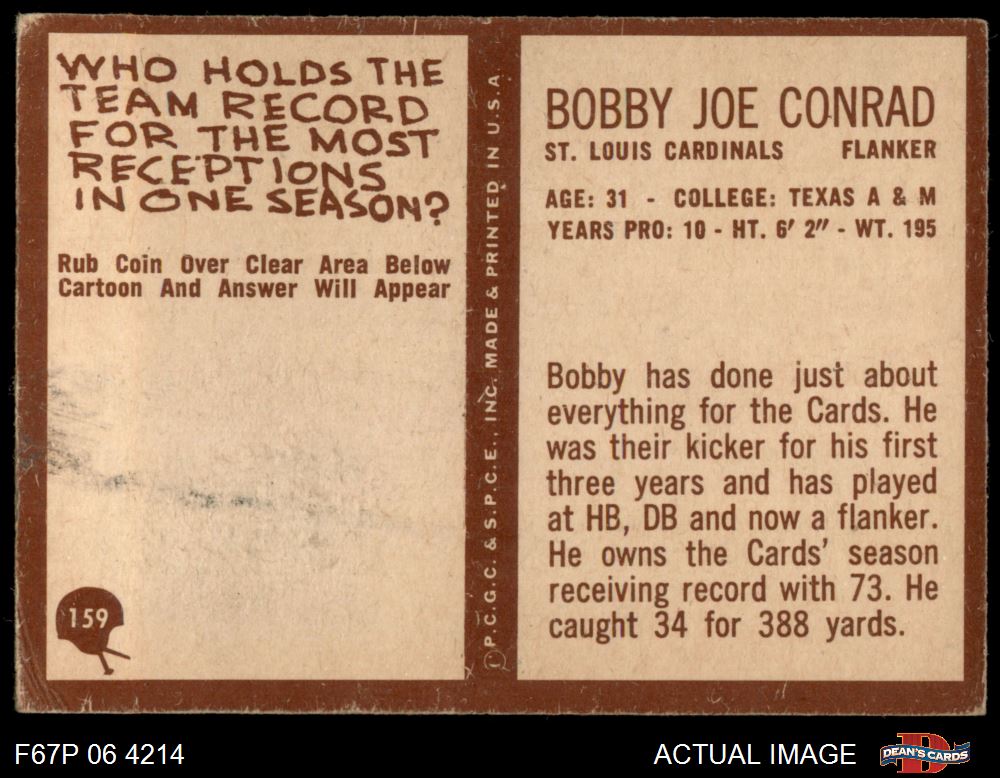 WHO HOLDS THE
TEAM RECORD
FOR THE MOST
RECEPTIONS
IN ONE SEASON?
Rub Coin Over Clear Area Below
Cartoon And Answer Will Appear
159
© P.C.G.C. & S.P.C.E., INC. MADE & PRINTED IN U.S.A.
BOBBY JOE CONRAD
ST. LOUIS CARDINALS FLANKER
AGE: 31 - COLLEGE: TEXAS A & M
YEARS PRO: 10 - HT. 6' 2" - WT. 195
Bobby has done just about
everything for the Cards. He
was their kicker for his first
three years and has played
at HB, DB and now a flanker.
He owns the Cards' season
receiving record with 73. He
caught 34 for 388 yards.
F67P 06 4214
ACTUAL IMAGE
DEAN'S CARDS